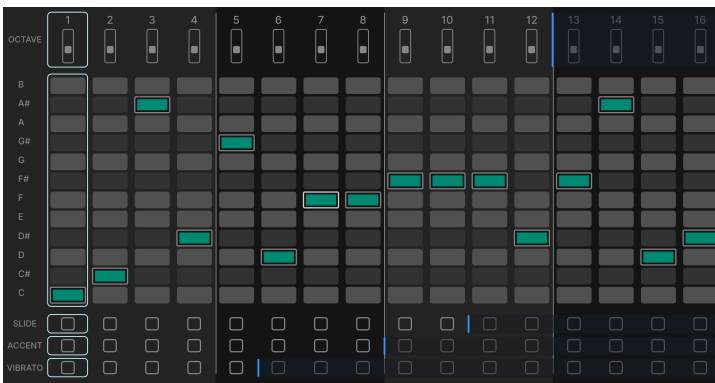 1 2 3 4 5 6 7 8 9 10 11 12 13 14 15 16
OCTAVE
B
A#
A
G#
G
F#
F
E
D#
D
C#
C
SLIDE
ACCENT
VIBRATO